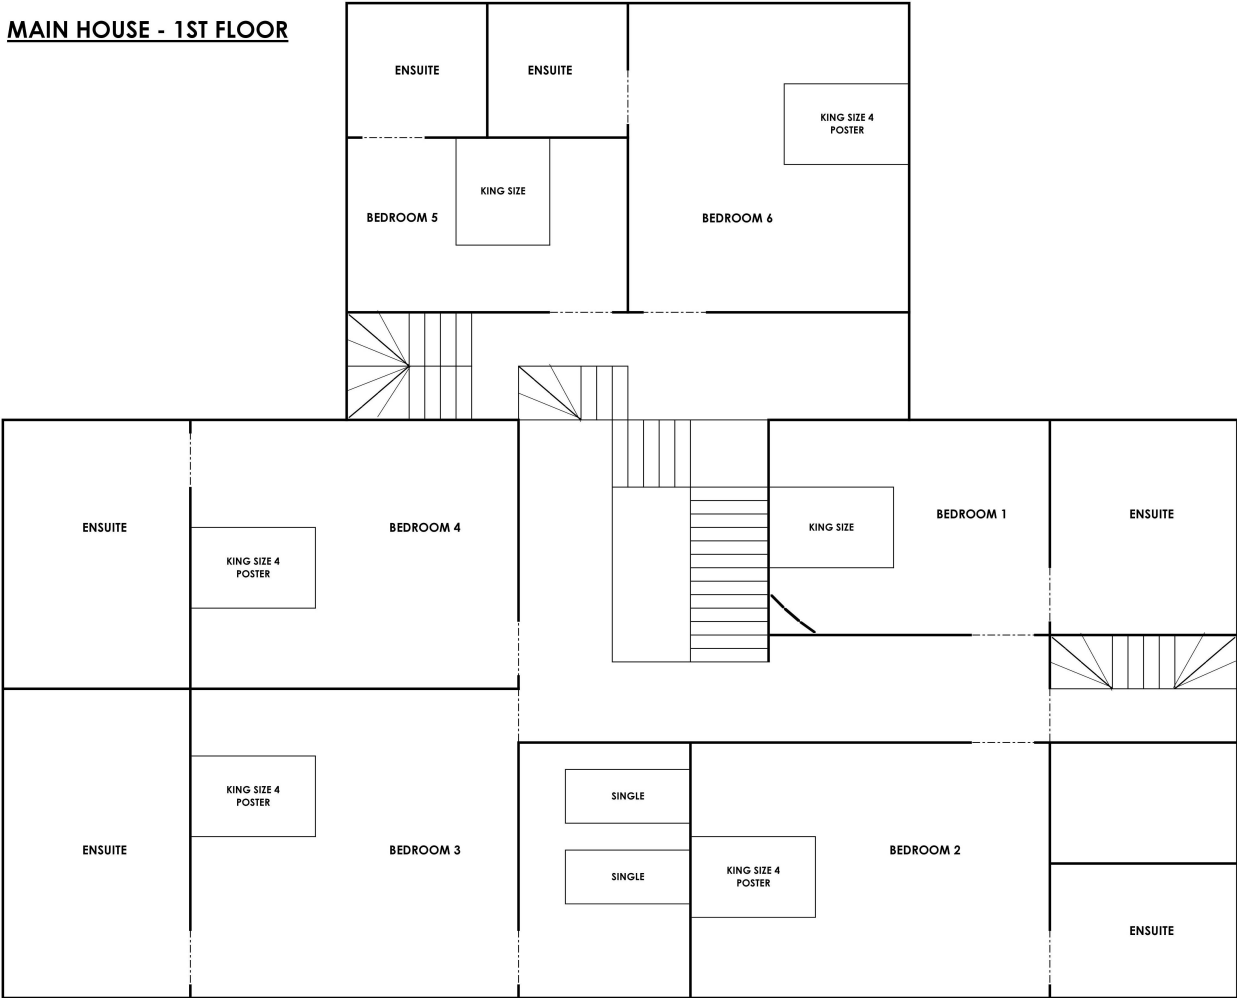 MAIN HOUSE - 1ST FLOOR
ENSUITE
ENSUITE
KING SIZE 4
POSTER
KING SIZE
BEDROOM 5
BEDROOM 6
ENSUITE
KING SIZE 4
POSTER
BEDROOM 4
KING SIZE
BEDROOM 1
ENSUITE
ENSUITE
KING SIZE 4
POSTER
BEDROOM 3
SINGLE
SINGLE
KING SIZE 4
POSTER
BEDROOM 2
ENSUITE